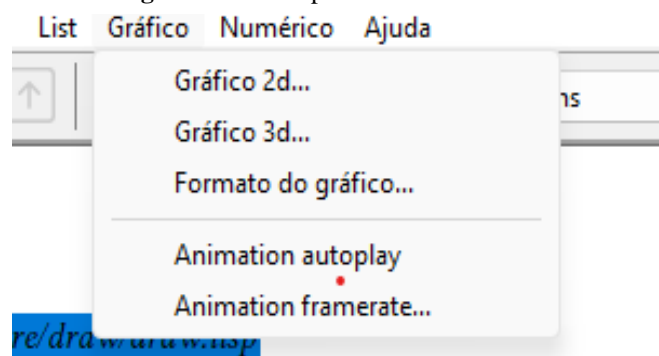 List Gráfico Numérico Ajuda
Gráfico 2d...
ns
Gráfico 3d...
Formato do gráfico...
Animation autoplay
Animation framerate...
re/draw/draw.lisp